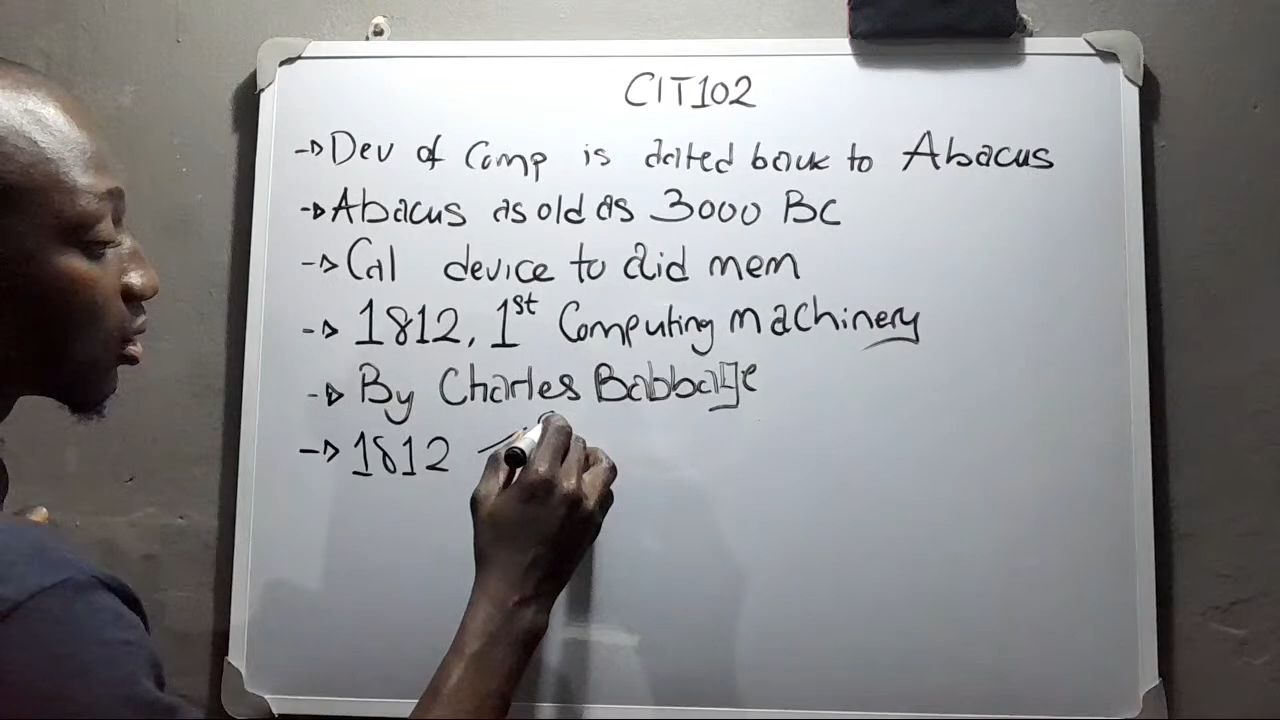 CIT102
→Dev of Comp is dated back to Abacus
→Abacus as old as 3000 BC
→Cal device to aid mem
→ 1812, 1st Computing machinery
→ By Charles Babbage
→ 1812